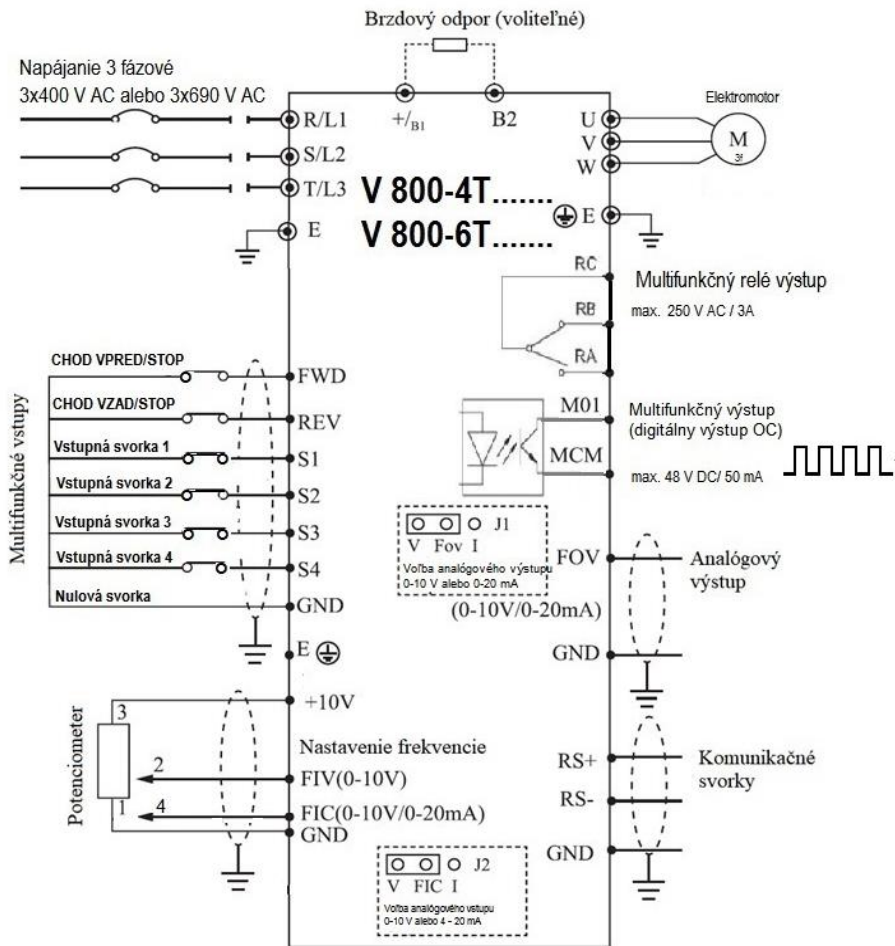 Brzdový odpor (voliteľné)
Napájanie 3 fázové
3x400 V AC alebo 3x690 V AC
R/L1
S/L2
T/L3
E
+/B1
B2
U
V
W
E
Elektromotor
M
3f
V 800-4T.......
V 800-6T.......
RC
RB
RA
Multifunkčný relé výstup
max. 250 V AC / 3A
Multifunkčné vstupy
CHOD VPRED/STOP
FWD
CHOD VZAD/STOP
REV
Vstupná svorka 1
S1
Vstupná svorka 2
S2
Vstupná svorka 3
S3
Vstupná svorka 4
S4
Nulová svorka
GND
E
M01
MCM
Multifunkčný výstup
(digitálny výstup OC)
max. 48 V DC/ 50 mA
J1
V Fov I
Voľba analógového výstupu
0-10 V alebo 0-20 mA
FOV
(0-10V/0-20mA)
GND
Analógový
výstup
Potenciometer
3
2
1
4
+10V
Nastavenie frekvencie
FIV(0-10V)
FIC(0-10V/0-20mA)
GND
J2
V FIC I
Voľba analógového vstupu
0-10 V alebo 4 - 20 mA
RS+
RS-
GND
Komunikačné
svorky